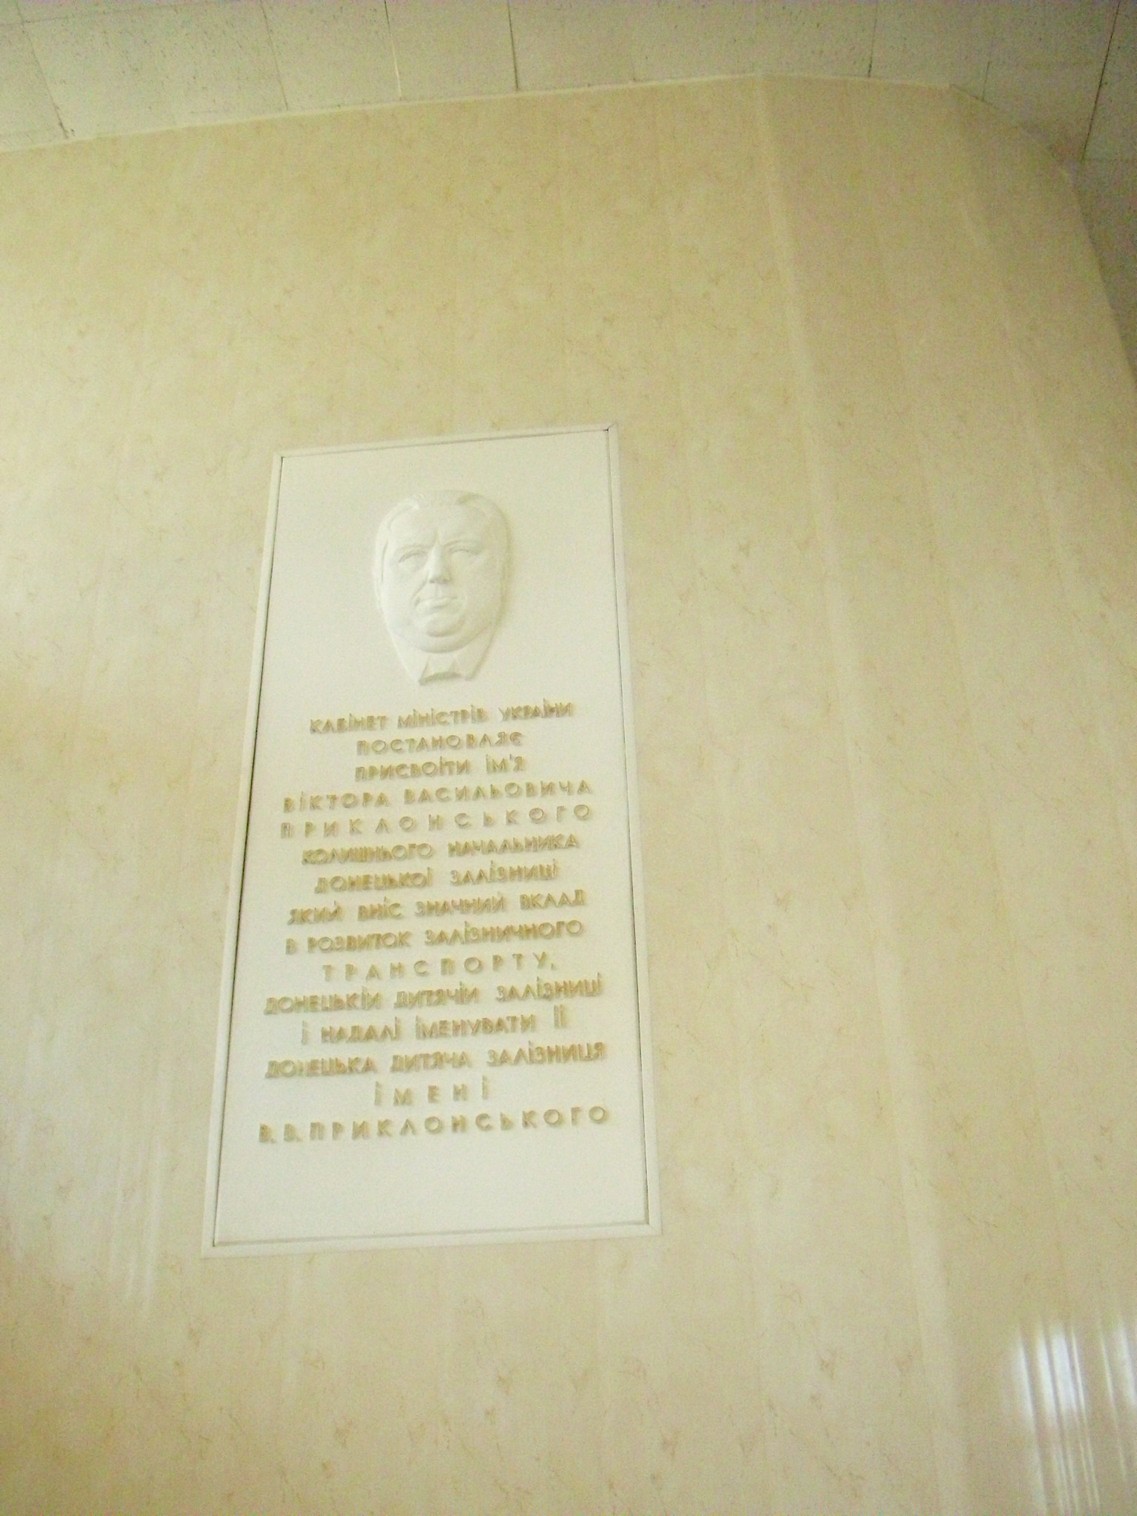 КАБІНЕТ МІНІСТРІВ УКРАЇНИ
ПОСТАНОВЛЯЄ
ПРИСВОЇТИ ІМ'Я
ВІКТОРА ВАСИЛЬОВИЧА
ПРИКЛОНСЬКОГО
КОЛИШНЬОГО НАЧАЛЬНИКА
ДОНЕЦЬКОЇ ЗАЛІЗНИЦІ
ЯКИЙ ВНІС ЗНАЧНИЙ ВКЛАД
В РОЗВИТОК ЗАЛІЗНИЧНОГО
ТРАНСПОРТУ,
ДОНЕЦЬКІЙ ДИТЯЧІЙ ЗАЛІЗНИЦІ
І НАДАЛІ ІМЕНУВАТИ ЇЇ
ДОНЕЦЬКА ДИТЯЧА ЗАЛІЗНИЦЯ
ІМЕНІ
В.В.ПРИКЛОНСЬКОГО